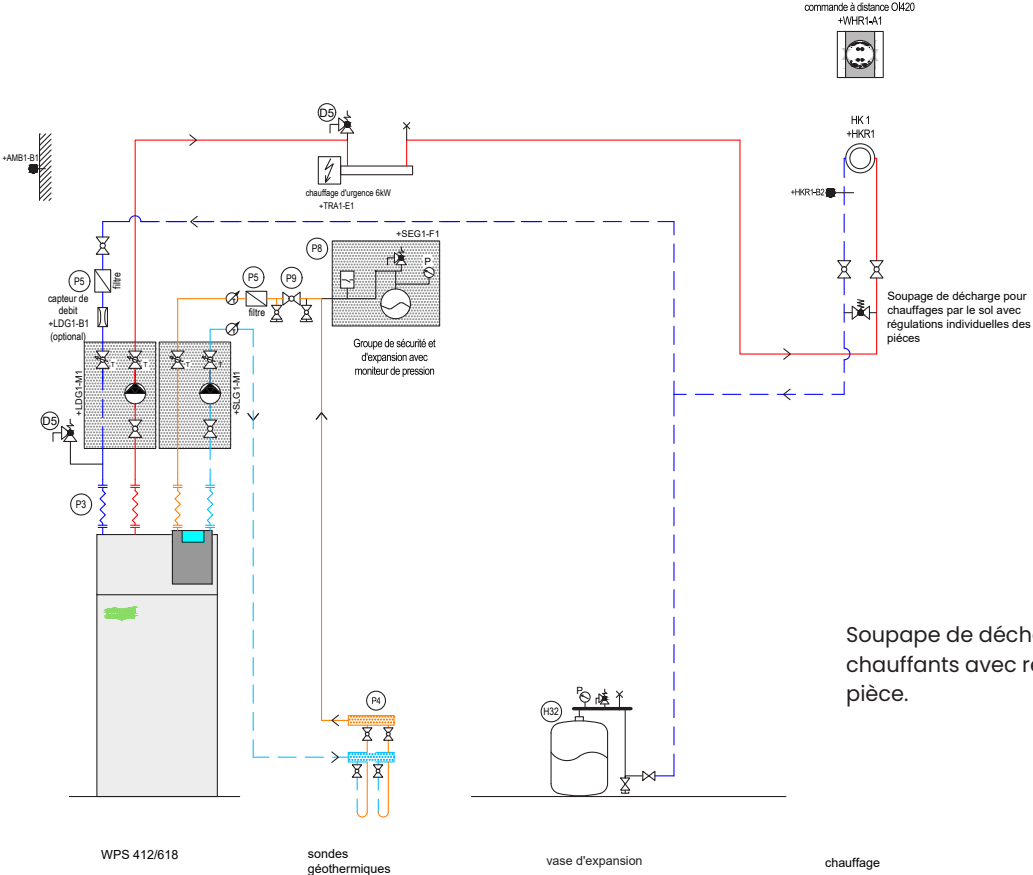 commande à distance OI420
+WHR1-A1
HK 1
+HKR1
D5
+AMB1-B1
chauffage d'urgence 6kW
+TRA1-E1
+HKR1-B2
+SEG1-F1
P8
P
P5
filtre
P5
P9
filtre
capteur de
debit
+LDG1-B1
(optional)
Groupe de sécurité et
d'expansion avec
moniteur de pression
Soupage de décharge pour
chauffages par le sol avec
régulations individuelles des
piéces
T
T
T
T
+LDG1-M1
+SLG1-M1
D5
P3
Soupape de déch
chauffants avec r
pièce.
P4
H32
P
WPS 412/618
sondes
géothermiques
vase d'expansion
chauffage